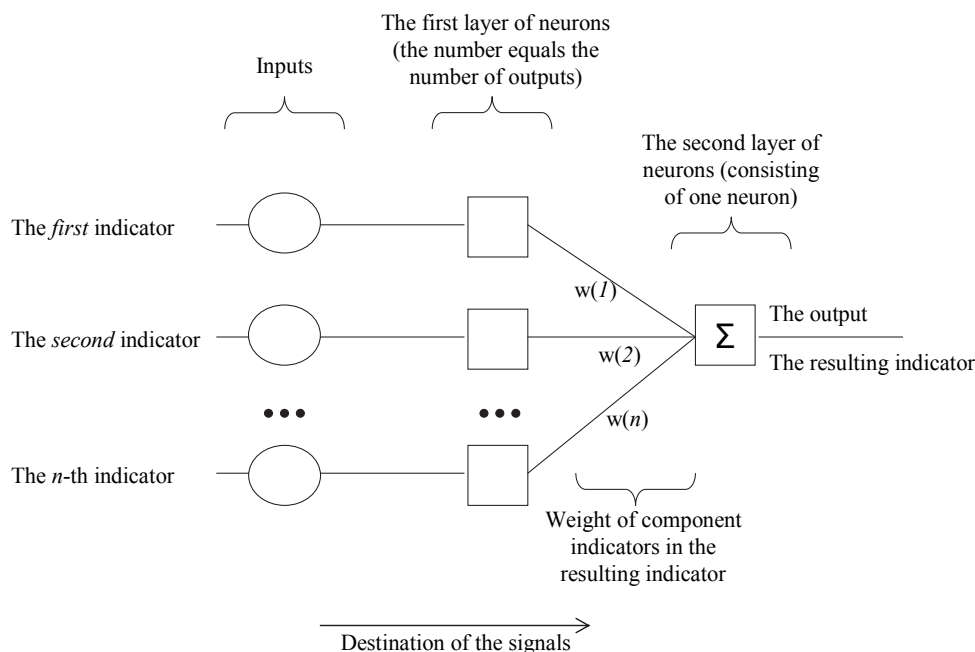 The first layer of neurons
(the number equals the
number of outputs)
Inputs
The second layer of
neurons (consisting
of one neuron)
The first indicator
w(1)
The second indicator
w(2)
Σ
The output
The resulting indicator
•••
•••
w(n)
The n-th indicator
Weight of component
indicators in the
resulting indicator
Destination of the signals